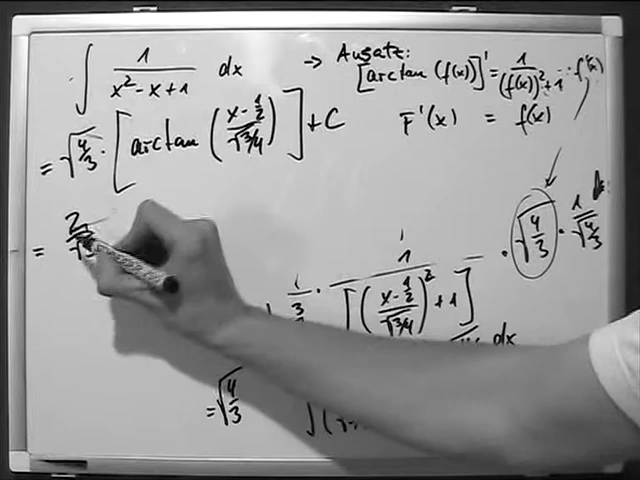 ∫ 1/(x² - x + 1) dx → Ansatz: [arctan (f(x))]' = 1/((f(x))² + 1) · f'(x)
= √(4/3) · [arctan ((x - 1/2)/√(3/4))] + C F'(x) = f(x)
= 2/√
1/3 · 1/[((x - 1/2)/√(3/4))² + 1] · √(4/3) · 1/√(4/3)
dx
= √(4/3) ∫(